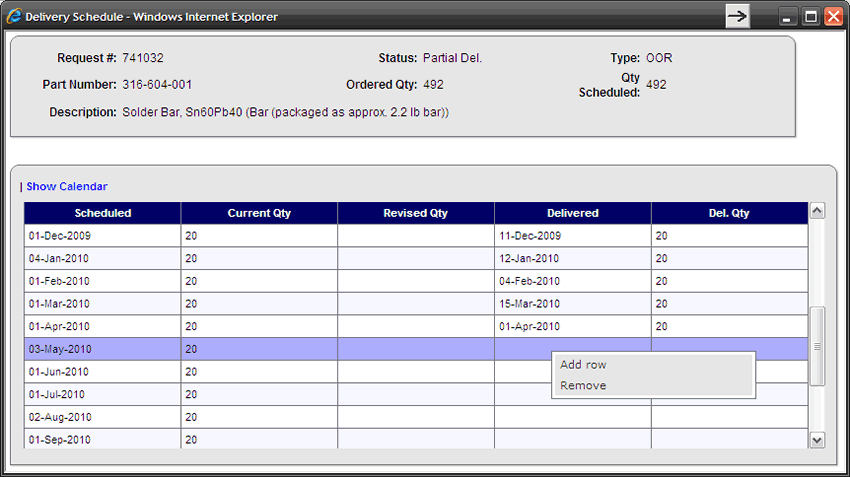 Delivery Schedule - Windows Internet Explorer
Request #: 741032 Status: Partial Del. Type: OOR
Part Number: 316-604-001 Ordered Qty: 492 Qty Scheduled: 492
Description: Solder Bar, Sn60Pb40 (Bar (packaged as approx. 2.2 lb bar))
| Show Calendar
Scheduled Current Qty Revised Qty Delivered Del. Qty
01-Dec-2009 20 11-Dec-2009 20
04-Jan-2010 20 12-Jan-2010 20
01-Feb-2010 20 04-Feb-2010 20
01-Mar-2010 20 15-Mar-2010 20
01-Apr-2010 20 01-Apr-2010 20
03-May-2010 20
Add row
Remove
01-Jun-2010 20
01-Jul-2010 20
02-Aug-2010 20
01-Sep-2010 20